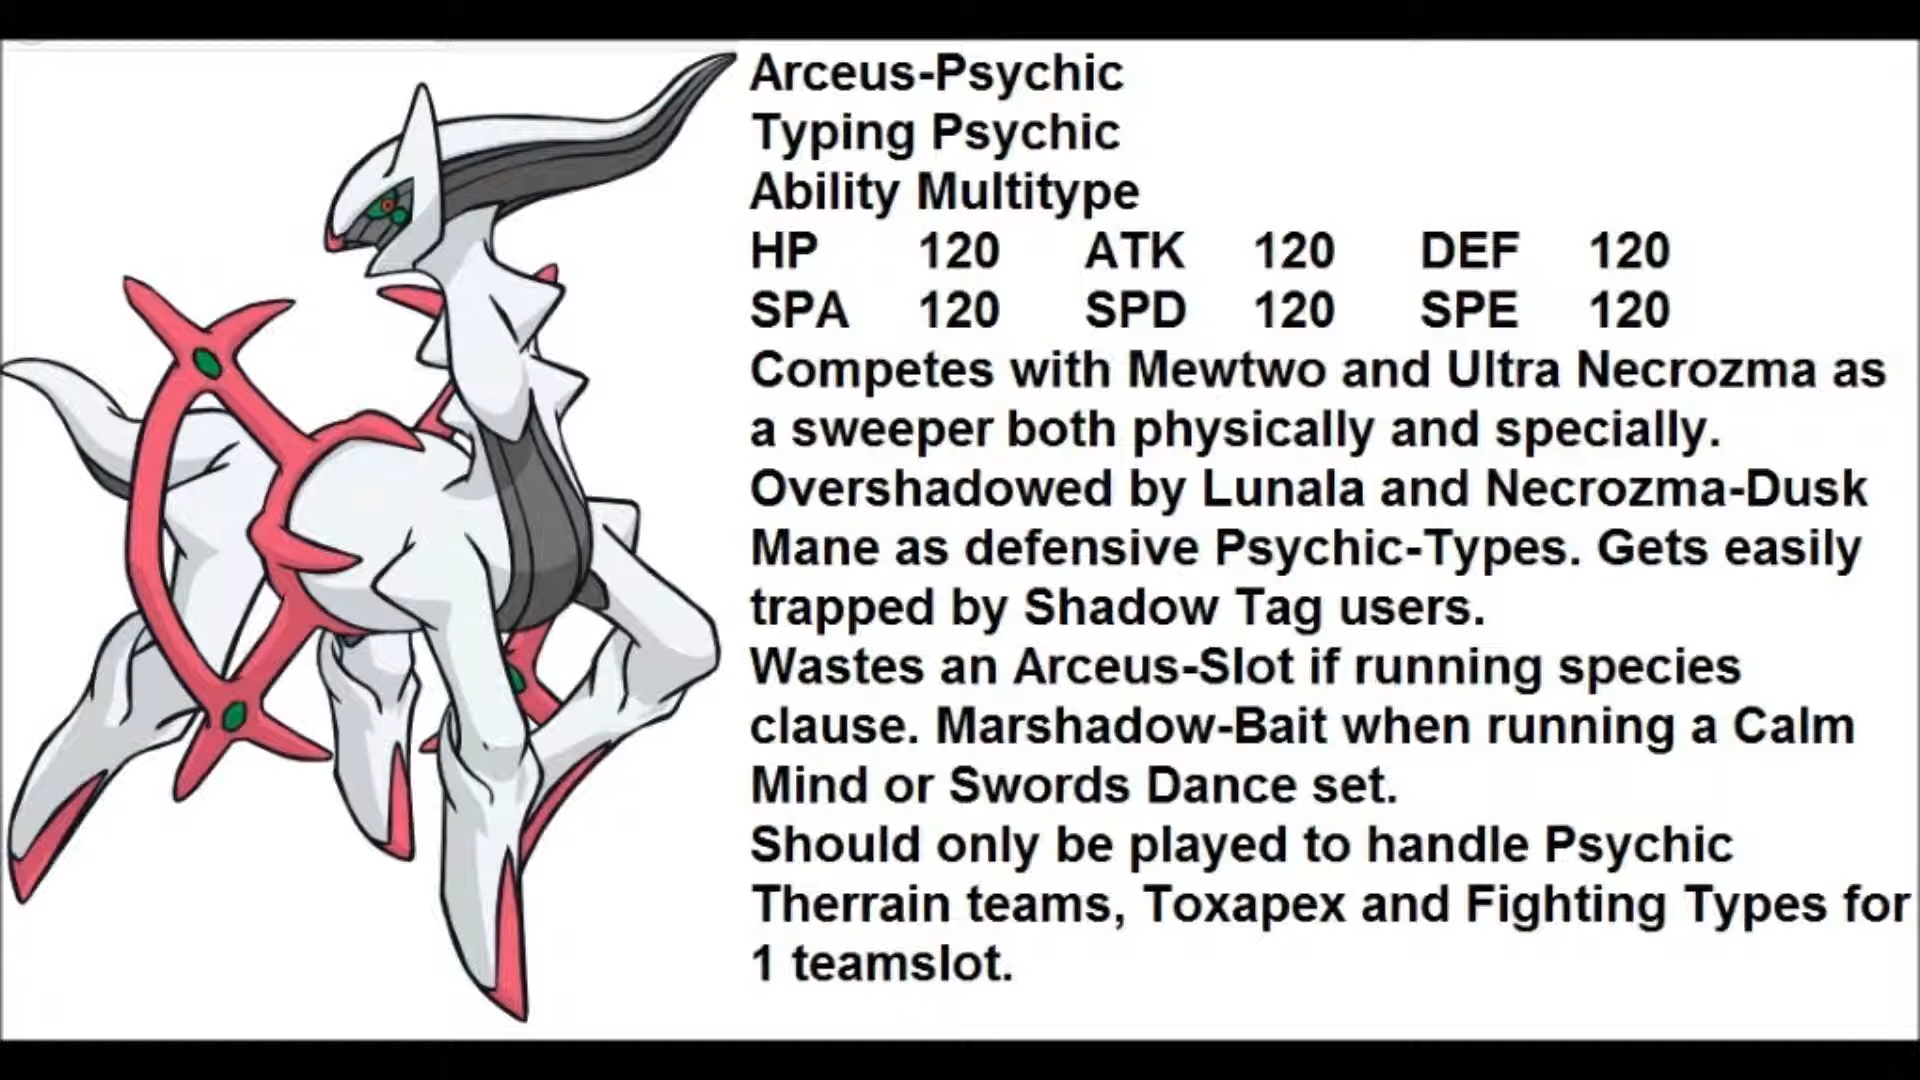 Arceus-Psychic
Typing Psychic
Ability Multitype
HP 120 ATK 120 DEF 120
SPA 120 SPD 120 SPE 120
Competes with Mewtwo and Ultra Necrozma as
a sweeper both physically and specially.
Overshadowed by Lunala and Necrozma-Dusk
Mane as defensive Psychic-Types. Gets easily
trapped by Shadow Tag users.
Wastes an Arceus-Slot if running species
clause. Marshadow-Bait when running a Calm
Mind or Swords Dance set.
Should only be played to handle Psychic
Therrain teams, Toxapex and Fighting Types for
1 teamslot.